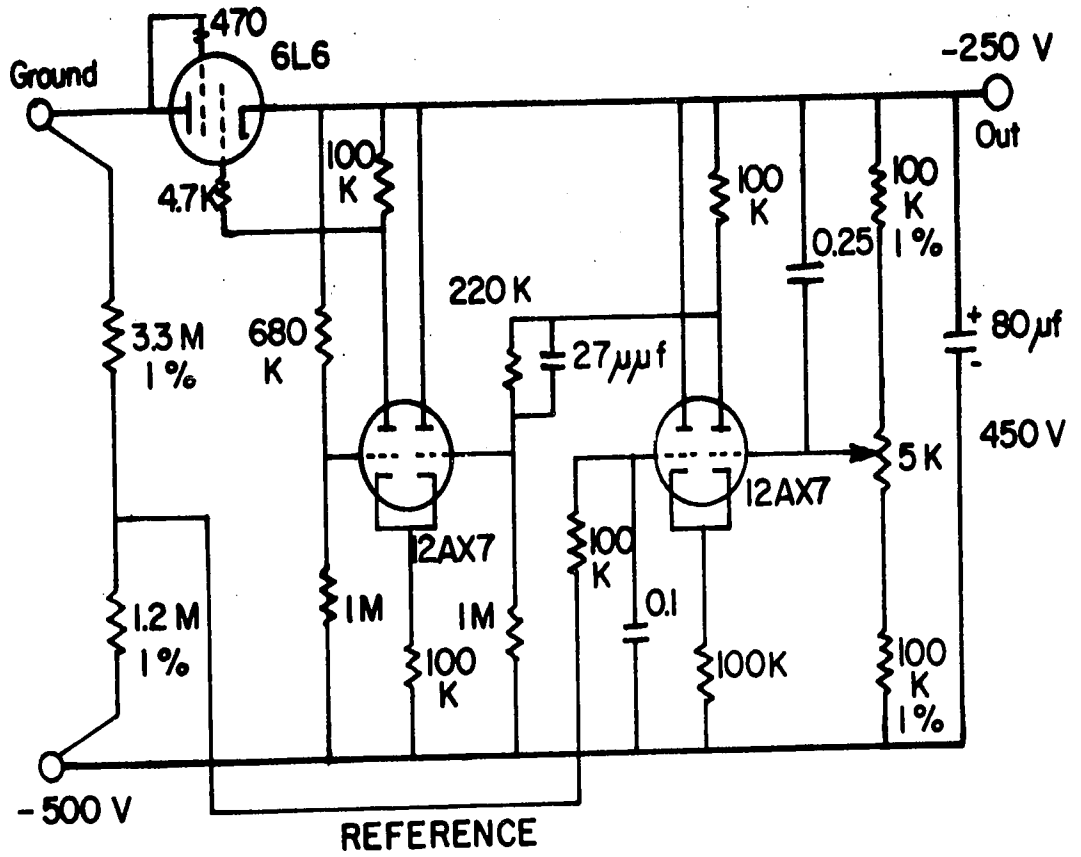 470
6L6
-250 V
Ground
Out
4.7K
100
K
100
K
100
K
1%
0.25
220 K
3.3 M
1%
680
K
27μμf
+
80μf
-
450 V
5K
12AX7
12AX7
100
K
1.2 M
1%
1M
1M
0.1
100
K
100K
100
K
1%
-500 V
REFERENCE